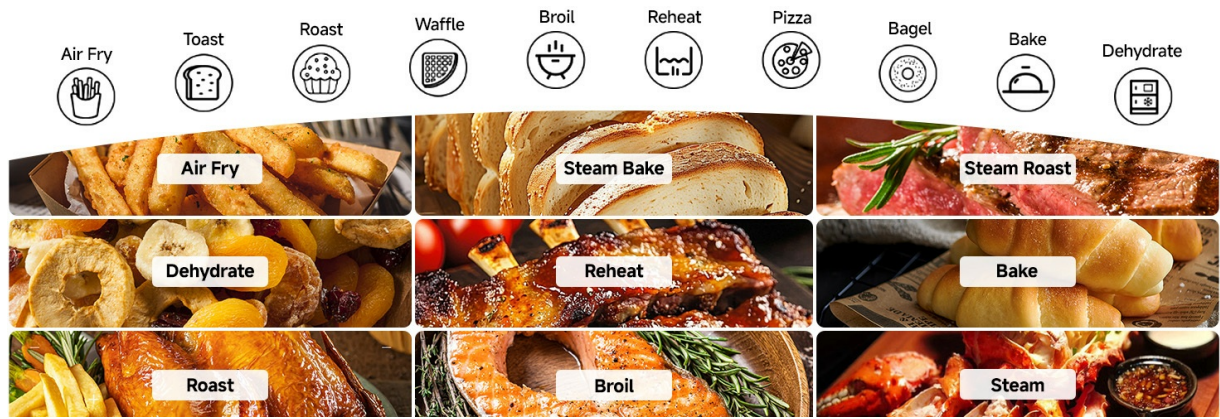 Air Fry
Toast
Roast
Waffle
Broil
Reheat
Pizza
Bagel
Bake
Dehydrate
Air Fry
Steam Bake
Steam Roast
Dehydrate
Reheat
Bake
Roast
Broil
Steam